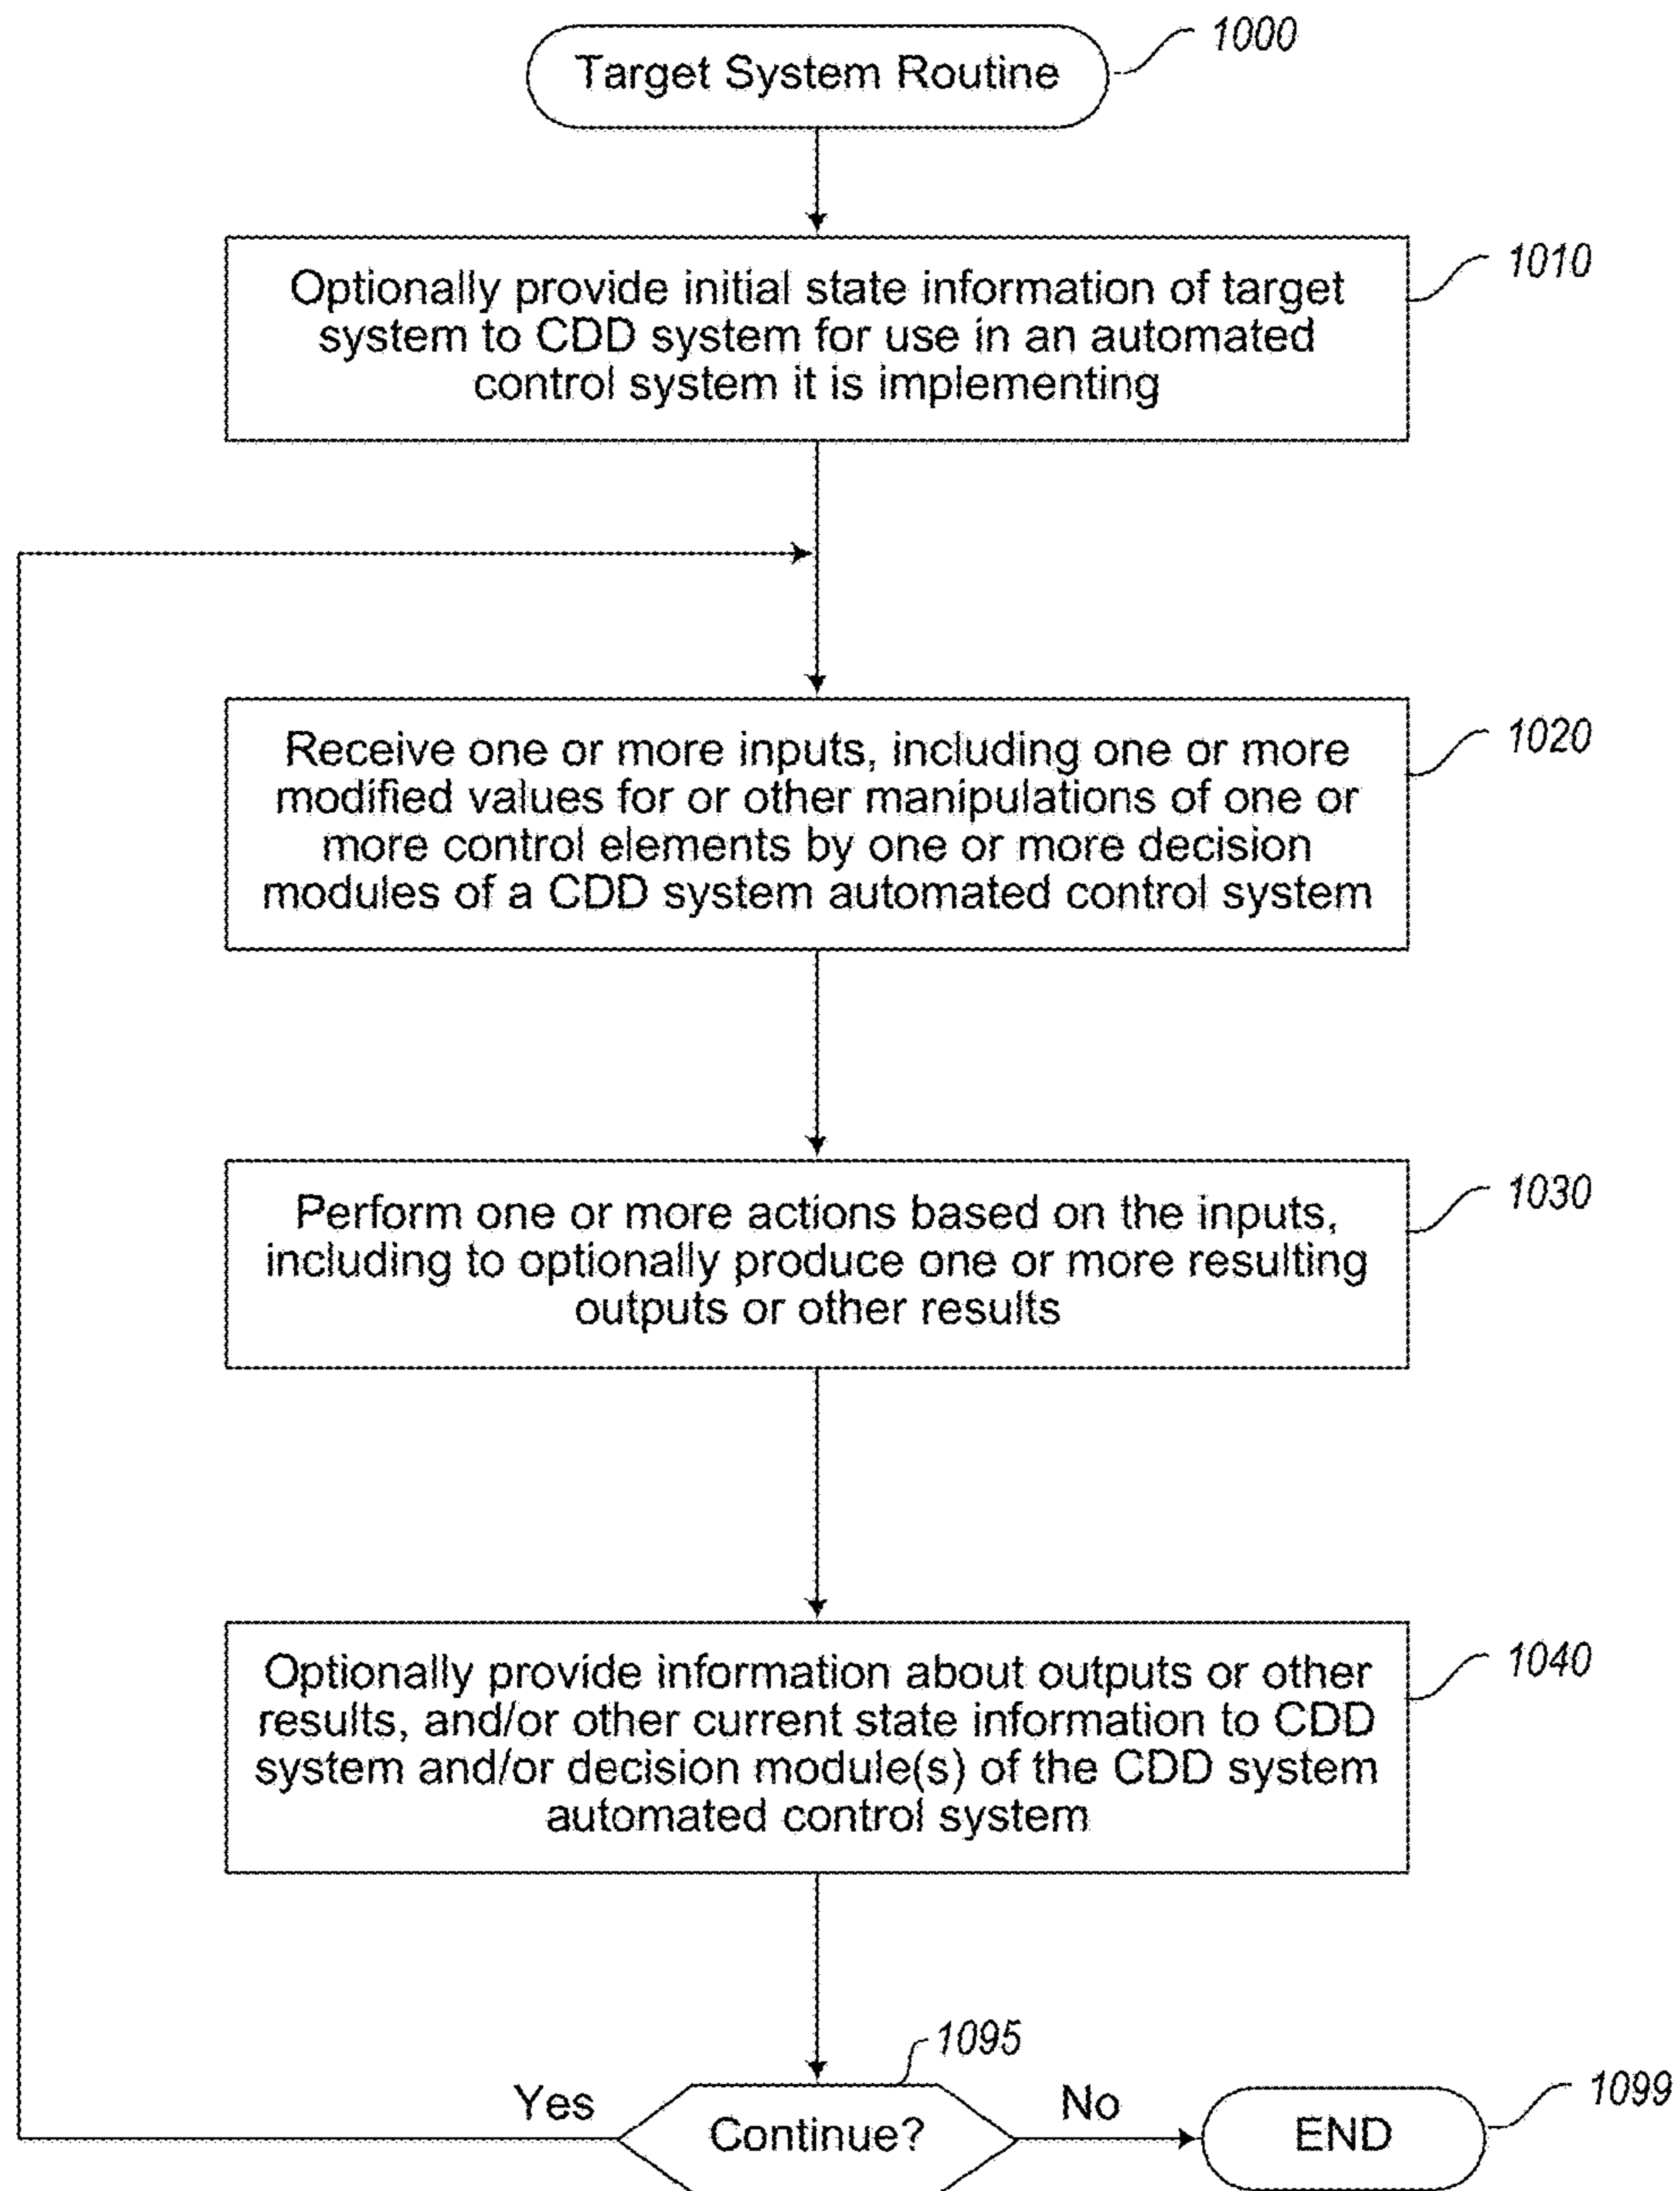 Target System Routine
1000
Optionally provide initial state information of target
system to CDD system for use in an automated
control system it is implementing
1010
Receive one or more inputs, including one or more
modified values for or other manipulations of one or
more control elements by one or more decision
modules of a CDD system automated control system
1020
Perform one or more actions based on the inputs,
including to optionally produce one or more resulting
outputs or other results
1030
Optionally provide information about outputs or other
results, and/or other current state information to CDD
system and/or decision module(s) of the CDD system
automated control system
1040
1095
Yes
Continue?
No
END
1099